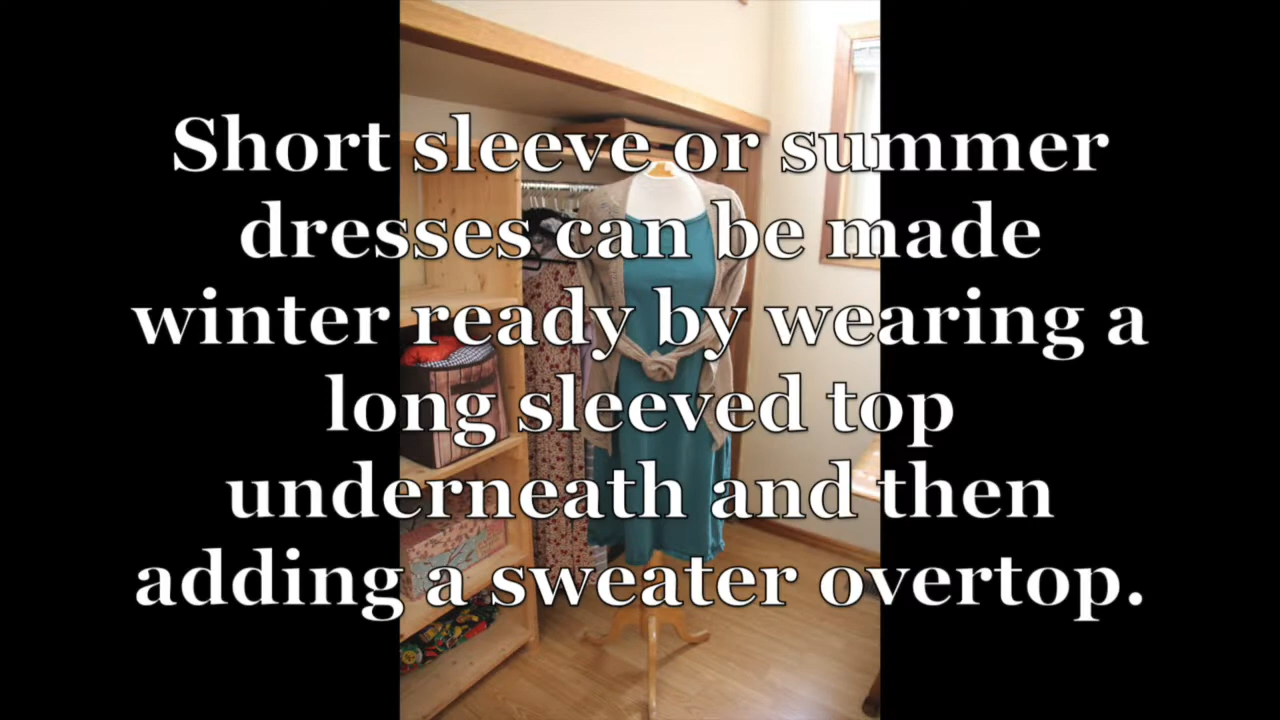 Short sleeve or summer
dresses can be made
winter ready by wearing a
long sleeved top
underneath and then
adding a sweater overtop.